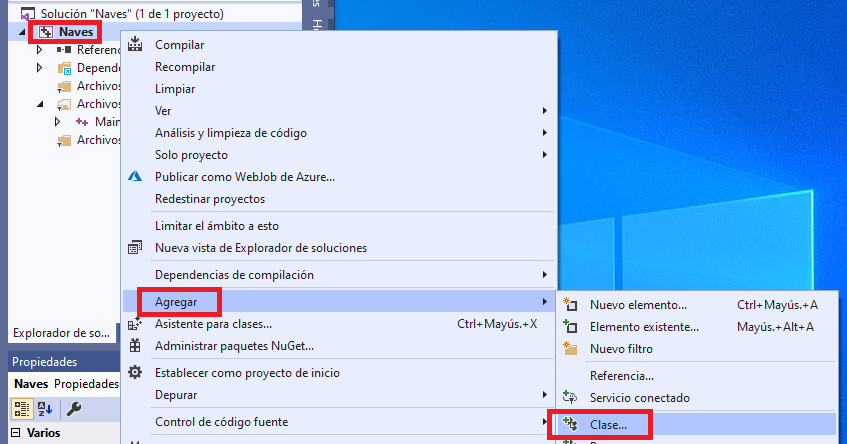 Solución "Naves" (1 de 1 proyecto)
Naves
Referenc
Depende
Archivos
Archivos
Main
Archivos
Explorador de so...
Propiedades
Naves Propiedades
Varios
Compilar
Recompilar
Limpiar
Ver
Análisis y limpieza de código
Solo proyecto
Publicar como WebJob de Azure...
Redestinar proyectos
Limitar el ámbito a esto
Nueva vista de Explorador de soluciones
Dependencias de compilación
Agregar
Asistente para clases... Ctrl+Mayús.+X
Administrar paquetes NuGet...
Establecer como proyecto de inicio
Depurar
Control de código fuente
Nuevo elemento... Ctrl+Mayús.+A
Elemento existente... Mayús.+Alt+A
Nuevo filtro
Referencia...
Servicio conectado
Clase...